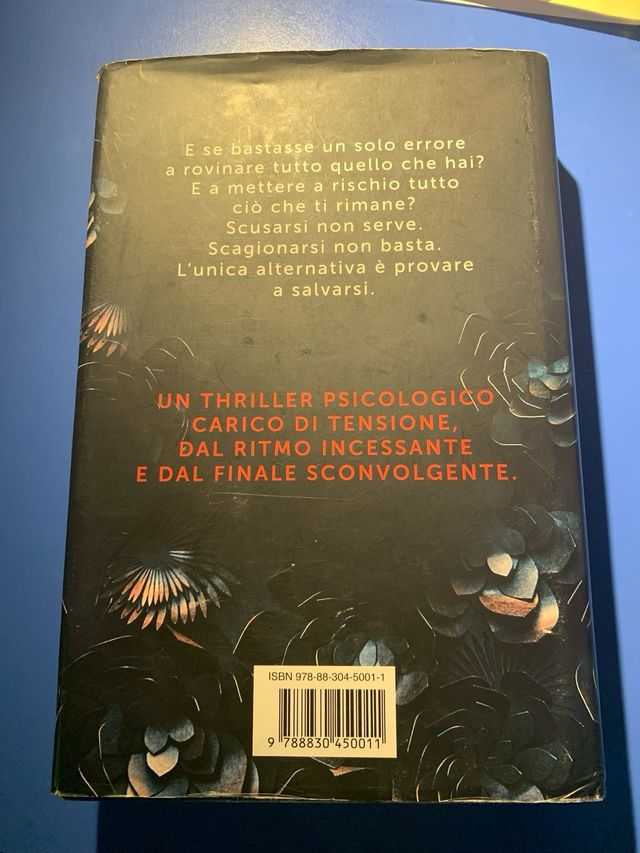 E se bastasse un solo errore
a rovinare tutto quello che hai?
E a mettere a rischio tutto
ciò che ti rimane?
Scusarsi non serve.
Scagionarsi non basta.
L'unica alternativa è provare
a salvarsi.
UN THRILLER PSICOLOGICO
CARICO DI TENSIONE,
DAL RITMO INCESSANTE
E DAL FINALE SCONVOLGENTE.
ISBN 978-88-304-5001-1
9 788830 450011